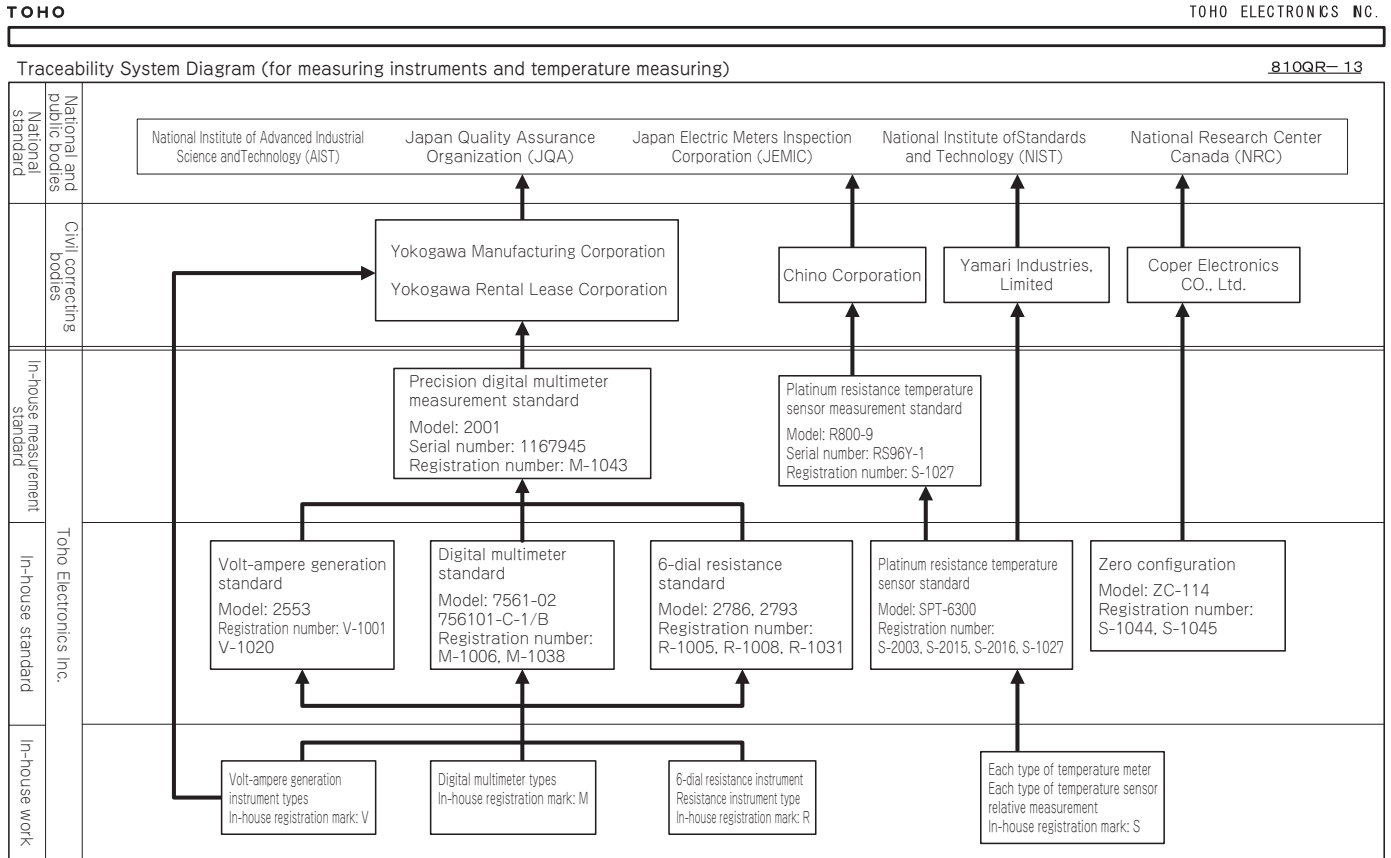 TOHO
TOHO ELECTRONICS INC.
Traceability System Diagram (for measuring instruments and temperature measuring)
810QR－13
National
standard
National and
public bodies
National Institute of Advanced Industrial
Science andTechnology (AIST)
Japan Quality Assurance
Organization (JQA)
Japan Electric Meters Inspection
Corporation (JEMIC)
National Institute ofStandards
and Technology (NIST)
National Research Center
Canada (NRC)
Civil correcting
bodies
Yokogawa Manufacturing Corporation
Yokogawa Rental Lease Corporation
Chino Corporation
Yamari Industries,
Limited
Coper Electronics
CO., Ltd.
In-house measurement
standard
Toho Electronics Inc.
Precision digital multimeter
measurement standard
Model: 2001
Serial number: 1167945
Registration number: M-1043
Platinum resistance temperature
sensor measurement standard
Model: R800-9
Serial number: RS96Y-1
Registration number: S-1027
In-house standard
Volt-ampere generation
standard
Model: 2553
Registration number: V-1001
V-1020
Digital multimeter
standard
Model: 7561-02
756101-C-1/B
Registration number:
M-1006, M-1038
6-dial resistance
standard
Model: 2786, 2793
Registration number:
R-1005, R-1008, R-1031
Platinum resistance temperature
sensor standard
Model: SPT-6300
Registration number:
S-2003, S-2015, S-2016, S-1027
Zero configuration
Model: ZC-114
Registration number:
S-1044, S-1045
In-house work
Volt-ampere generation
instrument types
In-house registration mark: V
Digital multimeter types
In-house registration mark: M
6-dial resistance instrument
Resistance instrument type
In-house registration mark: R
Each type of temperature meter
Each type of temperature sensor
relative measurement
In-house registration mark: S